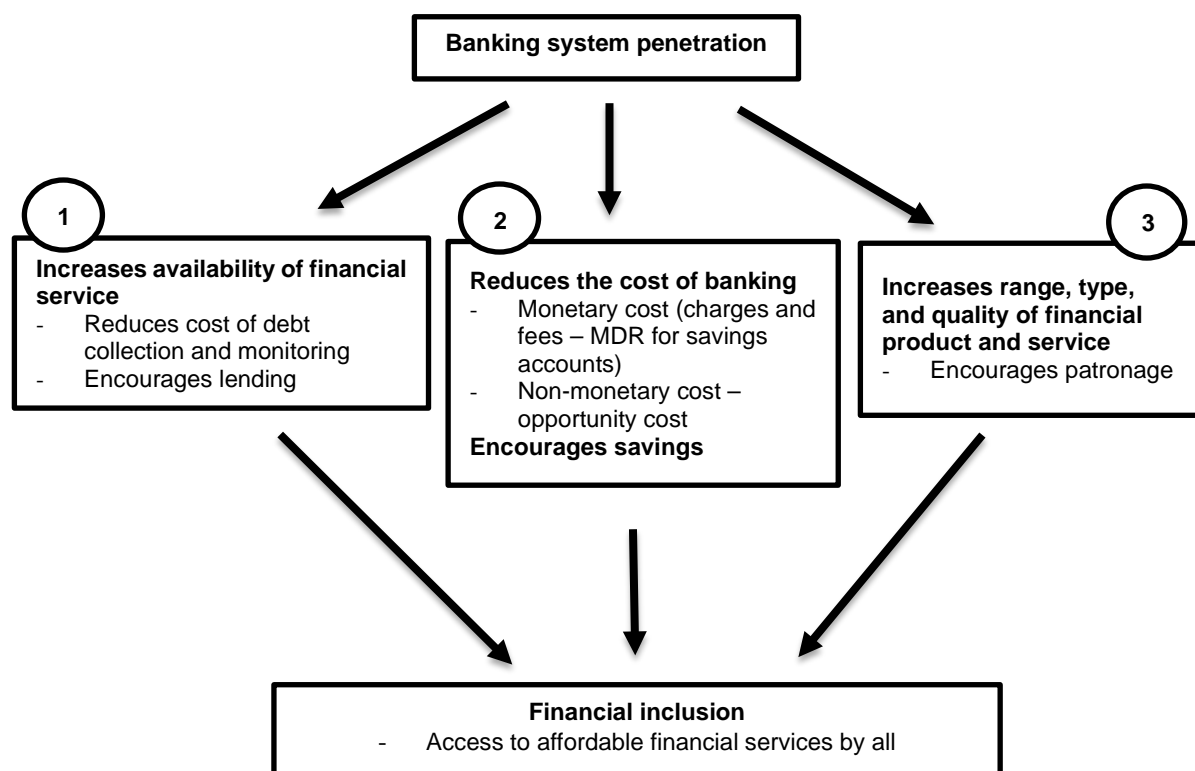 Banking system penetration
1
Increases availability of financial
service
- Reduces cost of debt
collection and monitoring
- Encourages lending
2
Reduces the cost of banking
- Monetary cost (charges and
fees – MDR for savings
accounts)
- Non-monetary cost –
opportunity cost
Encourages savings
3
Increases range, type,
and quality of financial
product and service
- Encourages patronage
Financial inclusion
- Access to affordable financial services by all